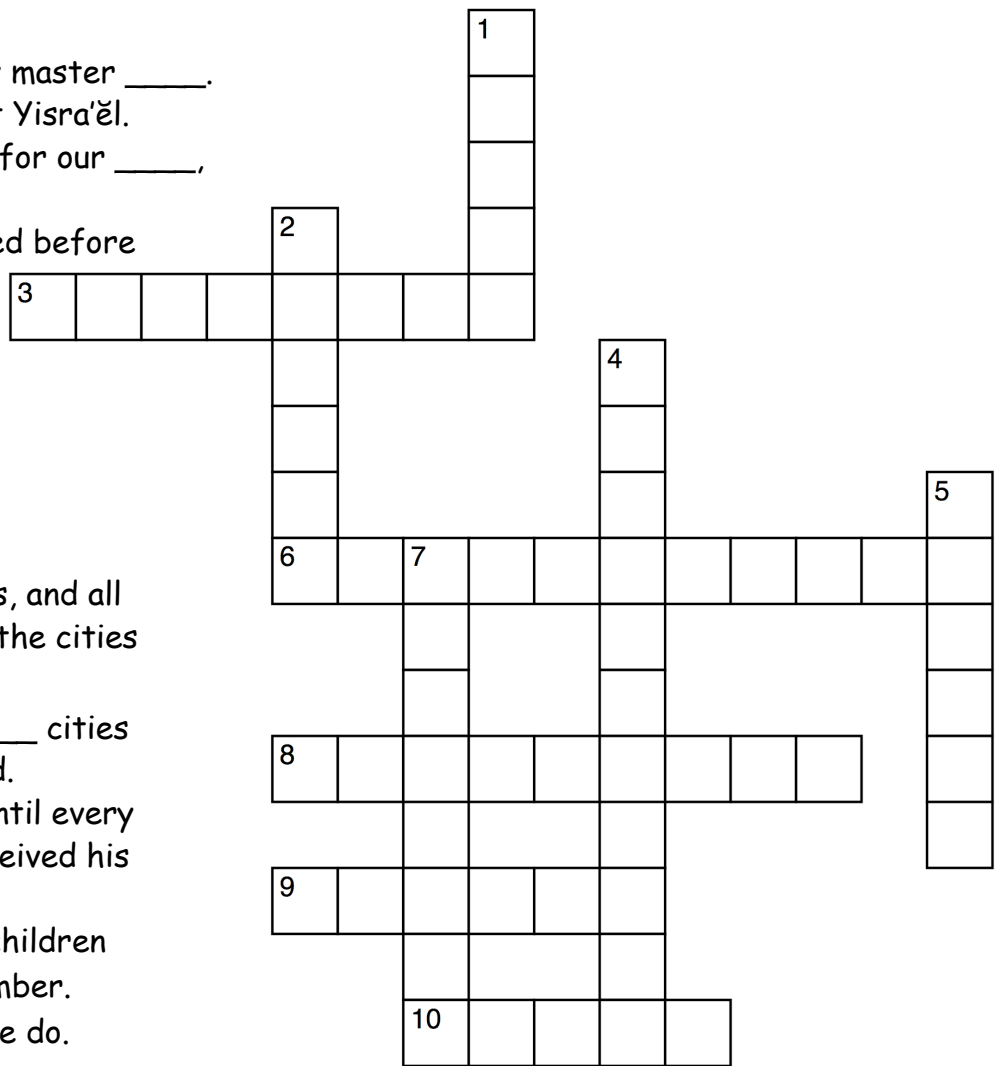 1
master ____.
Yisra’ĕl.
for our ____,
2
ed before
3
4
5
6 7
s, and all
the cities
__ cities
8
d.
ntil every
eived his
9
hildren
mber.
10
e do.